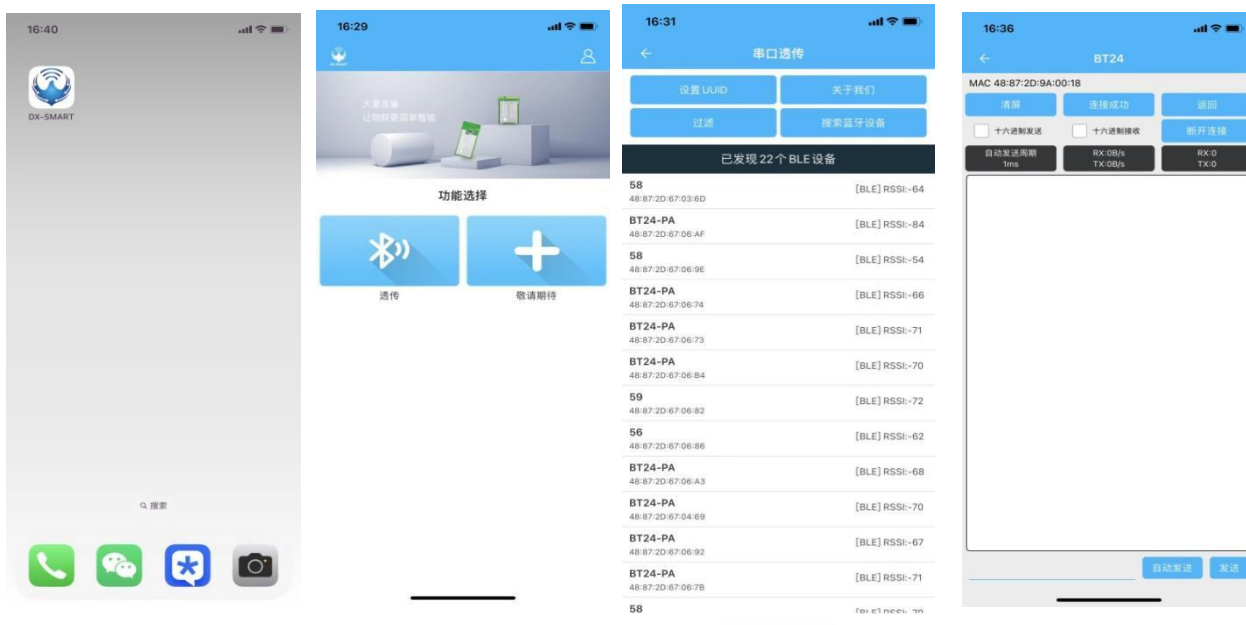 16:40
DX-SMART
搜索
16:29
DX-SMART
大夏龙雀
让物联更简单智能
功能选择
透传
敬请期待
16:31
串口透传
设置 UUID
关于我们
过滤
搜索蓝牙设备
已发现 22 个 BLE 设备
58
[BLE] RSSI:-64
48:87:2D:67:03:6D
BT24-PA
[BLE] RSSI:-84
48:87:2D:67:06:AF
58
[BLE] RSSI:-54
48:87:2D:67:06:9E
BT24-PA
[BLE] RSSI:-66
48:87:2D:67:06:74
BT24-PA
[BLE] RSSI:-71
48:87:2D:67:06:73
BT24-PA
[BLE] RSSI:-70
48:87:2D:67:06:B4
59
[BLE] RSSI:-72
48:87:2D:67:06:82
56
[BLE] RSSI:-62
48:87:2D:67:06:86
BT24-PA
[BLE] RSSI:-68
48:87:2D:67:06:A3
BT24-PA
[BLE] RSSI:-70
48:87:2D:67:04:69
BT24-PA
[BLE] RSSI:-67
48:87:2D:67:06:92
BT24-PA
[BLE] RSSI:-71
48:87:2D:67:06:7B
58
[BLE] RSSI:-70
16:36
BT24
MAC 48:87:2D:9A:00:18
清屏
连接成功
返回
十六进制发送
十六进制接收
断开连接
自动发送周期
1ms
RX:0B/s
TX:0B/s
RX:0
TX:0
自动发送
发送